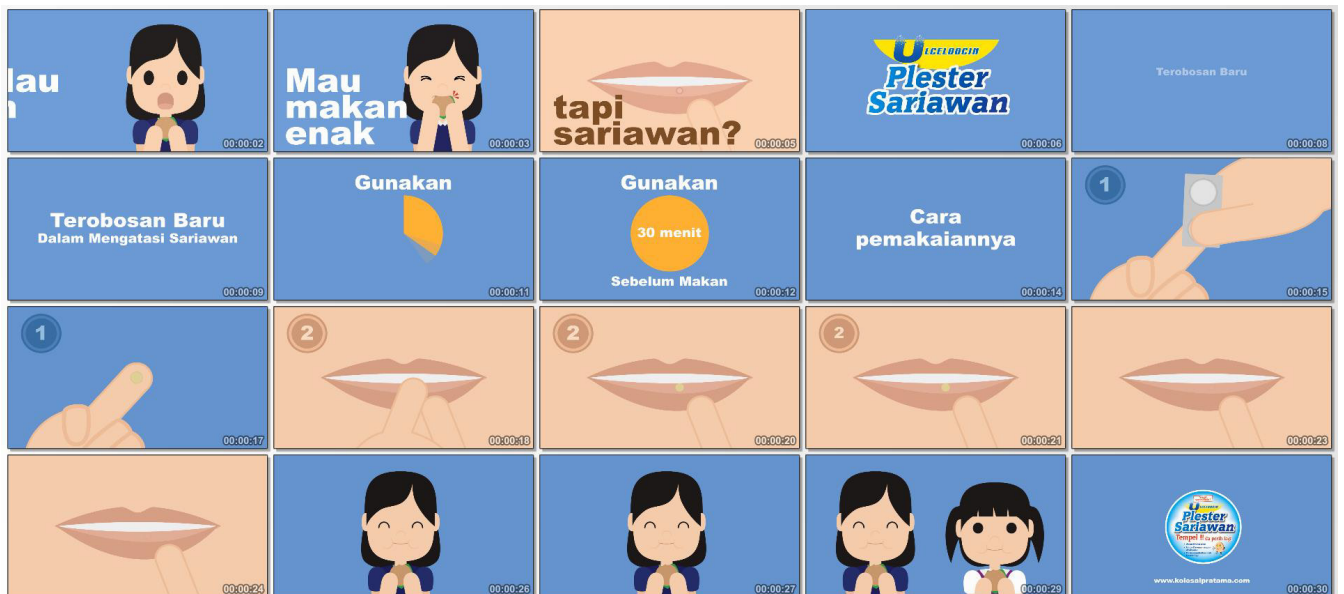 lau
n
00:00:02
Mau
makan
enak
00:00:03
tapi
sariawan?
00:00:05
ULCELOOCIN
Plester
Sariawan
00:00:06
Terobosan Baru
00:00:08
Terobosan Baru
Dalam Mengatasi Sariawan
00:00:09
Gunakan
00:00:11
Gunakan
30 menit
Sebelum Makan
00:00:12
Cara
pemakaiannya
00:00:14
1
00:00:15
1
00:00:17
2
00:00:18
2
00:00:20
2
00:00:21
00:00:23
00:00:24
00:00:26
00:00:27
00:00:29
Plester
Sariawan
Tempel !!
www.kolosalpratama.com
00:00:30